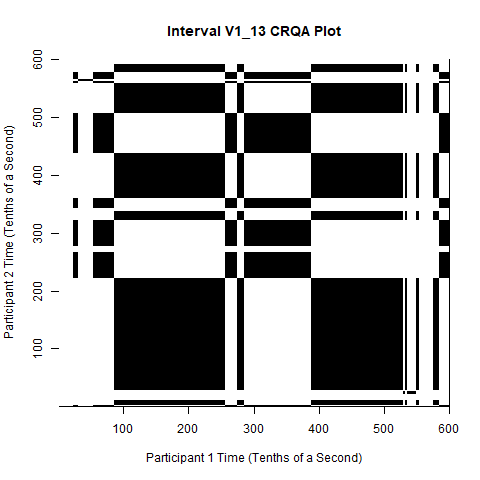 Interval V1_13 CRQA Plot
600
500
400
300
200
100
Participant 2 Time (Tenths of a Second)
100 200 300 400 500 600
Participant 1 Time (Tenths of a Second)